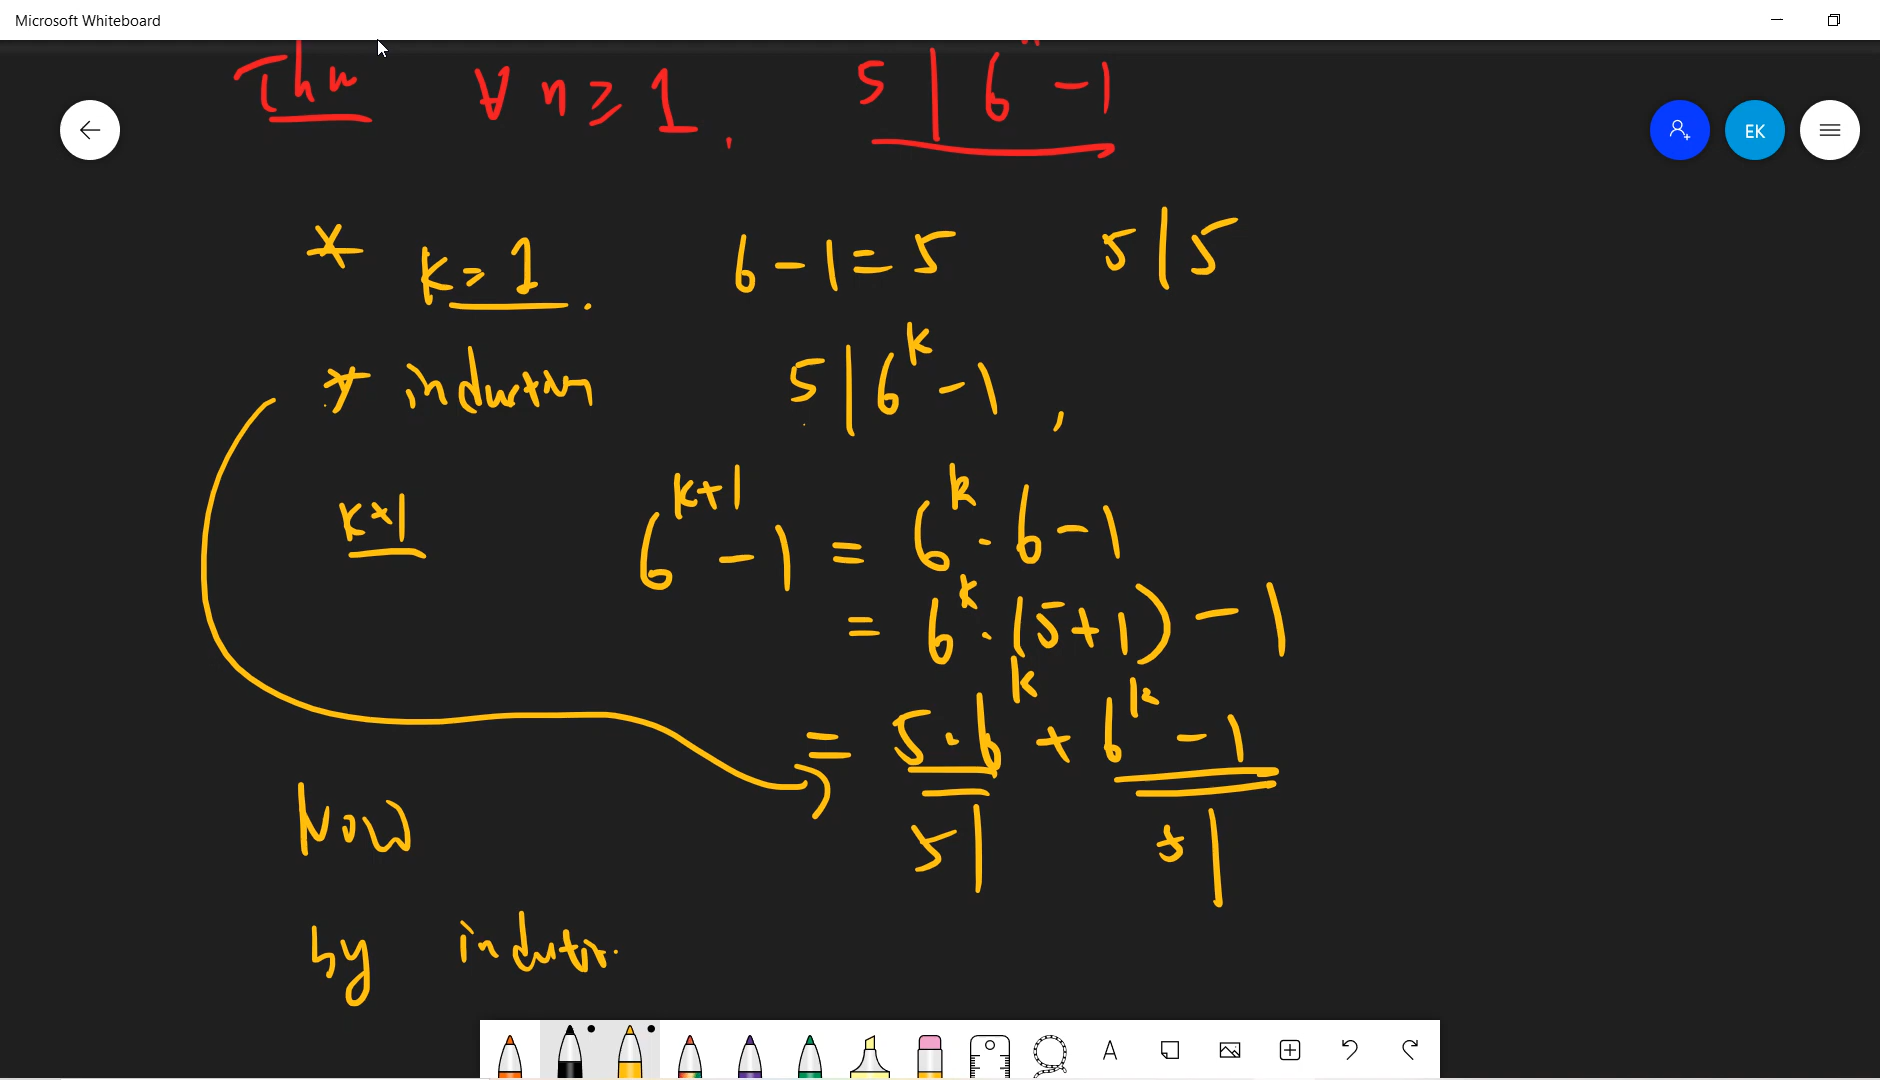 Microsoft Whiteboard
Thm ∀ n ≥ 1. 5 | 6^n - 1
EK
* k = 1. 6 - 1 = 5 5 | 5
* induction 5 | 6^k - 1,
k+1 6^{k+1} - 1 = 6^k · 6 - 1
= 6^k · (5+1) - 1
= 5 · 6^k + 6^k - 1
Now 5 | 5 |
by induction
A